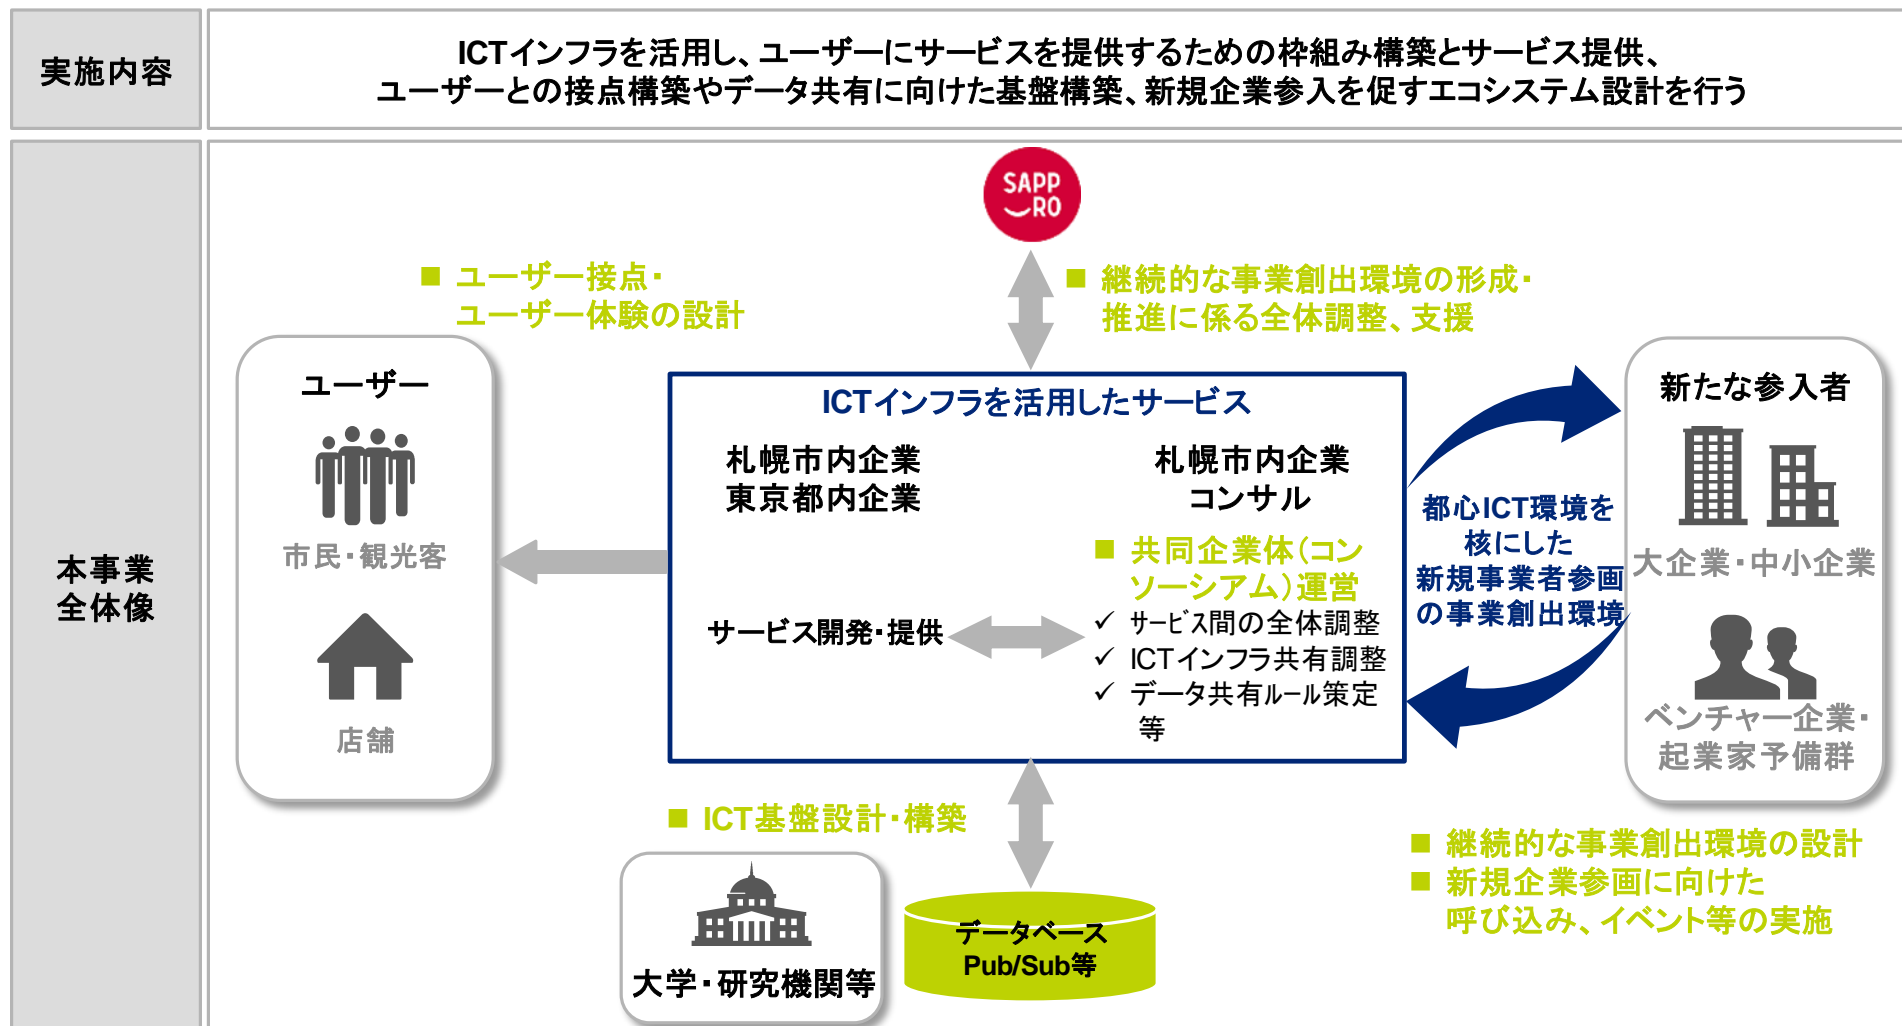 実施内容
ICTインフラを活用し、ユーザーにサービスを提供するための枠組み構築とサービス提供、
ユーザーとの接点構築やデータ共有に向けた基盤構築、新規企業参入を促すエコシステム設計を行う
本事業
全体像
SAPP
RO
■ ユーザー接点・
ユーザー体験の設計
■ 継続的な事業創出環境の形成・
推進に係る全体調整、支援
ユーザー
市民・観光客
店舗
ICTインフラを活用したサービス
札幌市内企業
東京都内企業
サービス開発・提供
札幌市内企業
コンサル
■ 共同企業体(コン
ソーシアム)運営
✓ サービス間の全体調整
✓ ICTインフラ共有調整
✓ データ共有ルール策定
等
都心ICT環境を
核にした
新規事業者参画
の事業創出環境
新たな参入者
大企業・中小企業
ベンチャー企業・
起業家予備群
■ ICT基盤設計・構築
大学・研究機関等
データベース
Pub/Sub等
■ 継続的な事業創出環境の設計
■ 新規企業参画に向けた
呼び込み、イベント等の実施